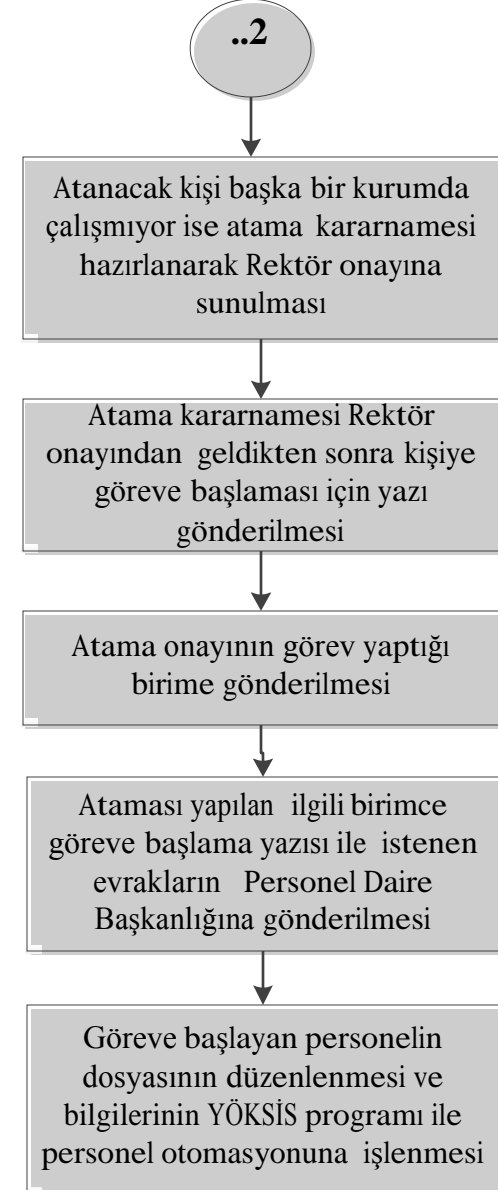 ..2
Atanacak kişi başka bir kurumda
çalışmıyor ise atama kararnamesi
hazırlanarak Rektör onayına
sunulması
Atama kararnamesi Rektör
onayından geldikten sonra kişiye
göreve başlaması için yazı
gönderilmesi
Atama onayının görev yaptığı
birime gönderilmesi
Ataması yapılan ilgili birimce
göreve başlama yazısı ile istenen
evrakların Personel Daire
Başkanlığına gönderilmesi
Göreve başlayan personelin
dosyasının düzenlenmesi ve
bilgilerinin YÖKSİS programı ile
personel otomasyonuna işlenmesi